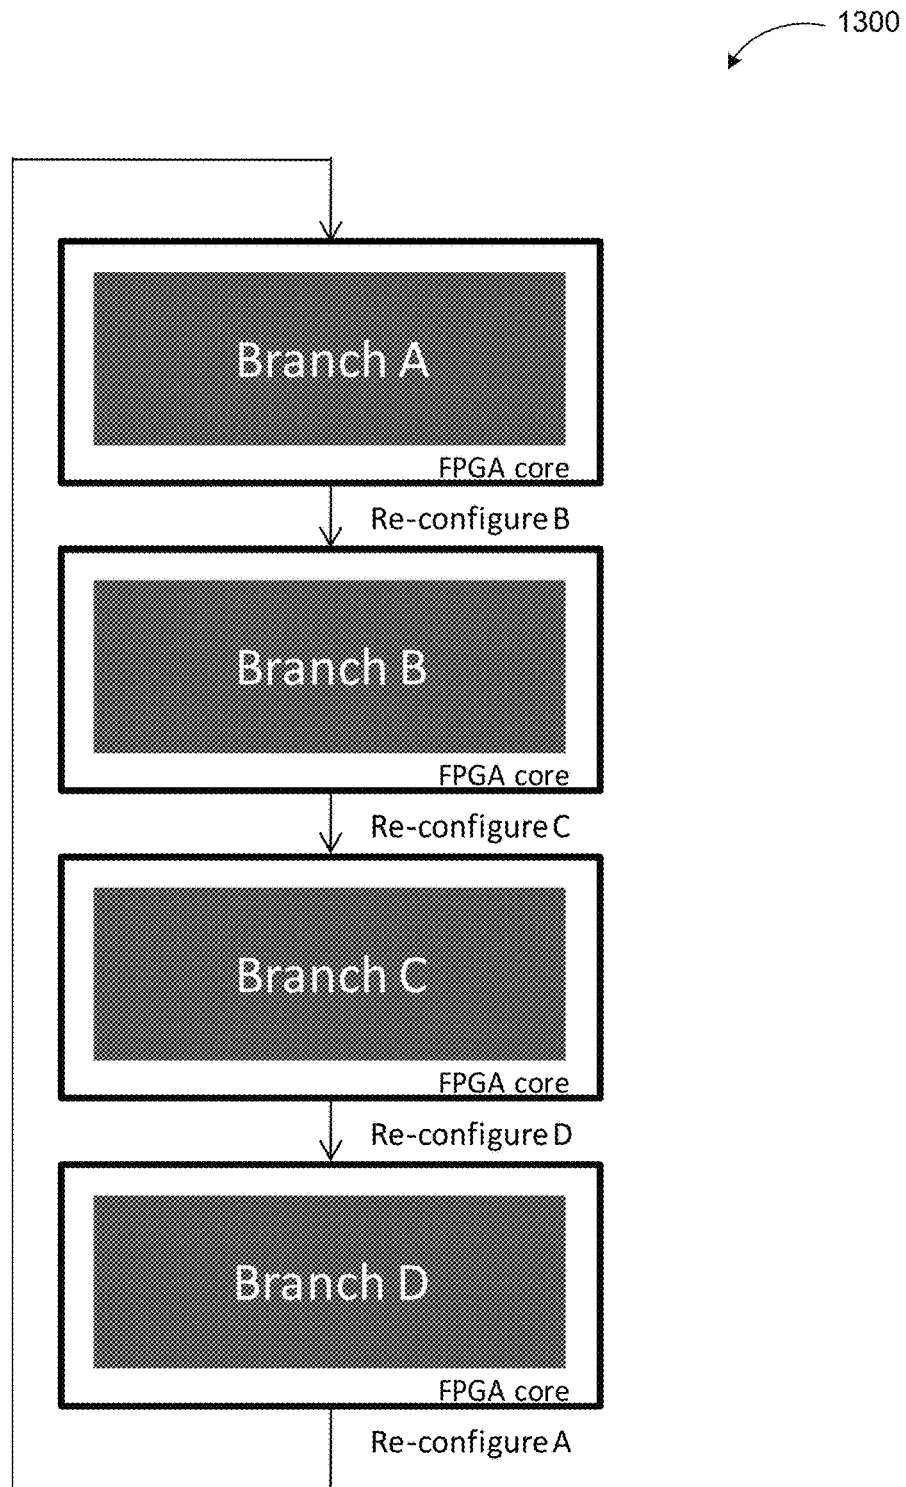 1300
Branch A
FPGA core
Re-configure B
Branch B
FPGA core
Re-configure C
Branch C
FPGA core
Re-configure D
Branch D
FPGA core
Re-configure A